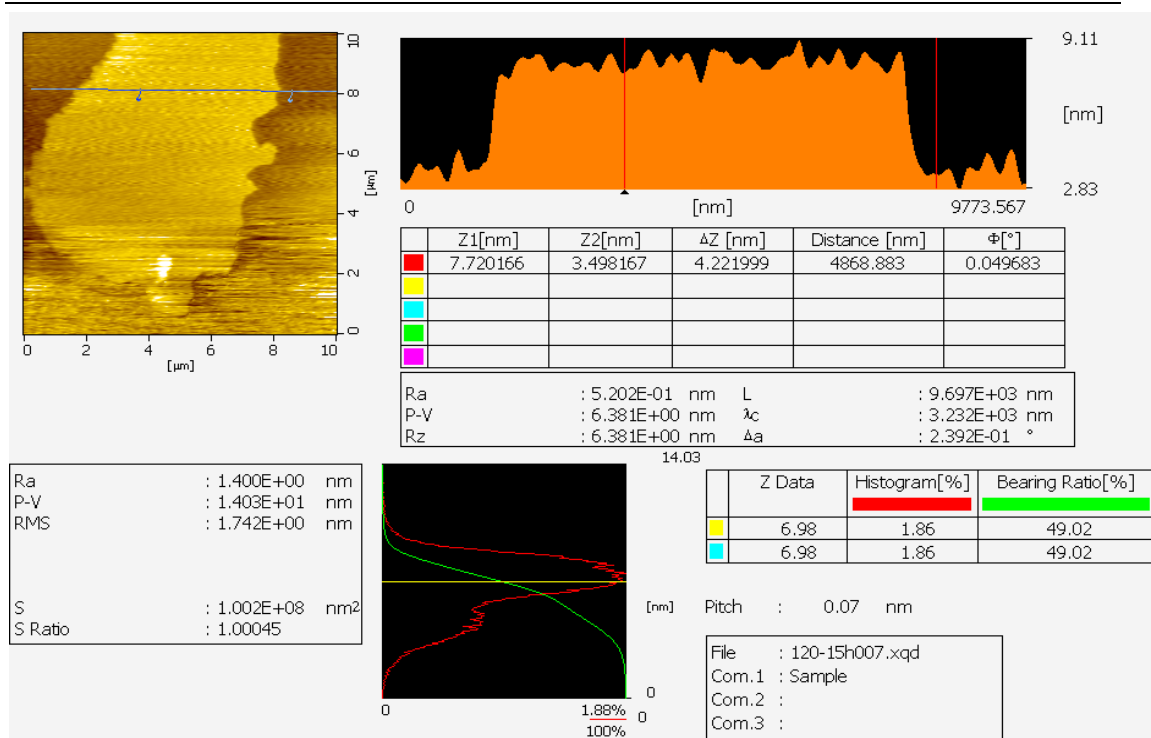 10
8
6
4
2
0
[µm]
0 2 4 6 8 10
[µm]
9.11
[nm]
2.83
0 [nm] 9773.567
Z1[nm] Z2[nm] ΔZ [nm] Distance [nm] Φ[°]
7.720166 3.498167 4.221999 4868.883 0.049683
Ra : 5.202E-01 nm L : 9.697E+03 nm
P-V : 6.381E+00 nm λc : 3.232E+03 nm
Rz : 6.381E+00 nm Δa : 2.392E-01 °
Ra : 1.400E+00 nm
P-V : 1.403E+01 nm
RMS : 1.742E+00 nm
S : 1.002E+08 nm2
S Ratio : 1.00045
14.03
[nm]
0
0 1.88% 0
100%
Z Data Histogram[%] Bearing Ratio[%]
6.98 1.86 49.02
6.98 1.86 49.02
Pitch : 0.07 nm
File : 120-15h007.xqd
Com.1 : Sample
Com.2 :
Com.3 :